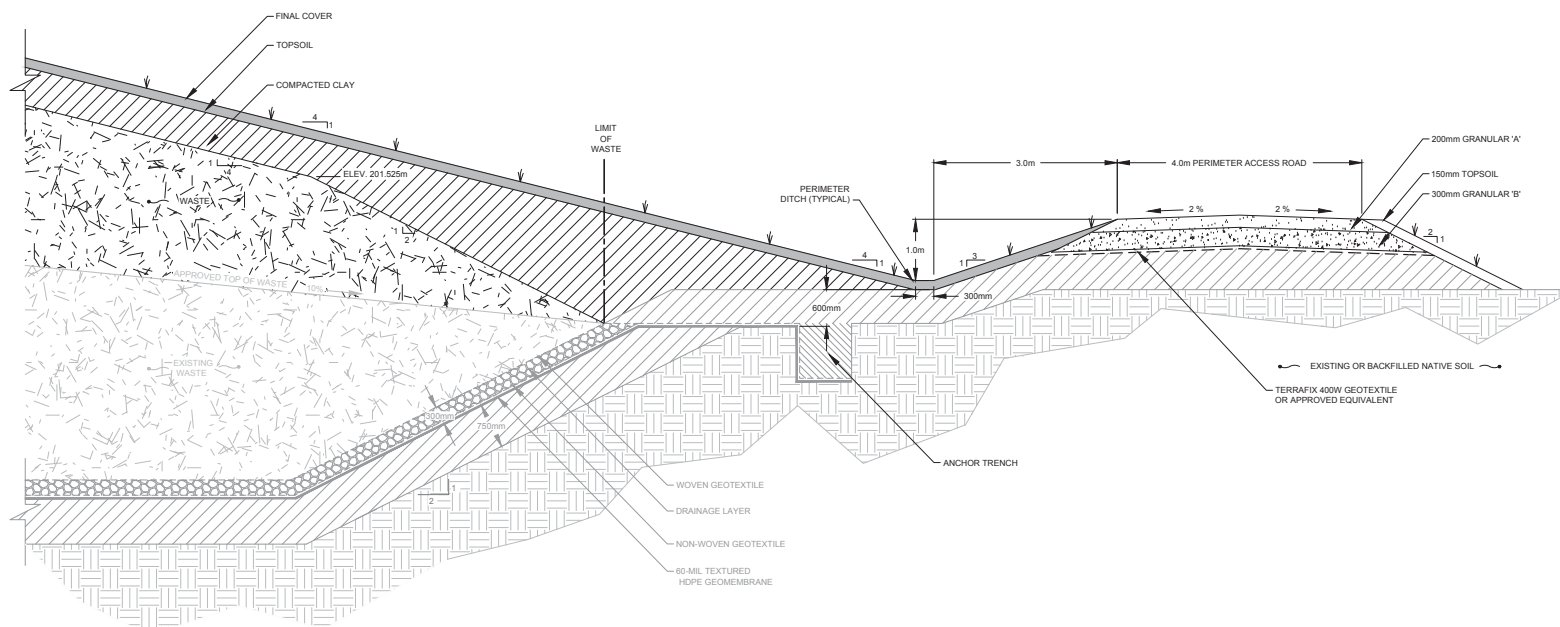 FINAL COVER
TOPSOIL
COMPACTED CLAY
4
1
LIMIT
OF
WASTE
1
4
ELEV. 201.525m
WASTE
1
2
APPROVED TOP OF WASTE 10%
EXISTING
WASTE
PERIMETER
DITCH (TYPICAL)
3.0m
4.0m PERIMETER ACCESS ROAD
200mm GRANULAR 'A'
150mm TOPSOIL
300mm GRANULAR 'B'
2 %
2 %
1.0m
2
1
4
1
3
1
300mm
600mm
EXISTING OR BACKFILLED NATIVE SOIL
TERRAFIX 400W GEOTEXTILE
OR APPROVED EQUIVALENT
300mm
750mm
ANCHOR TRENCH
1
2
WOVEN GEOTEXTILE
DRAINAGE LAYER
NON-WOVEN GEOTEXTILE
60-MIL TEXTURED
HDPE GEOMEMBRANE